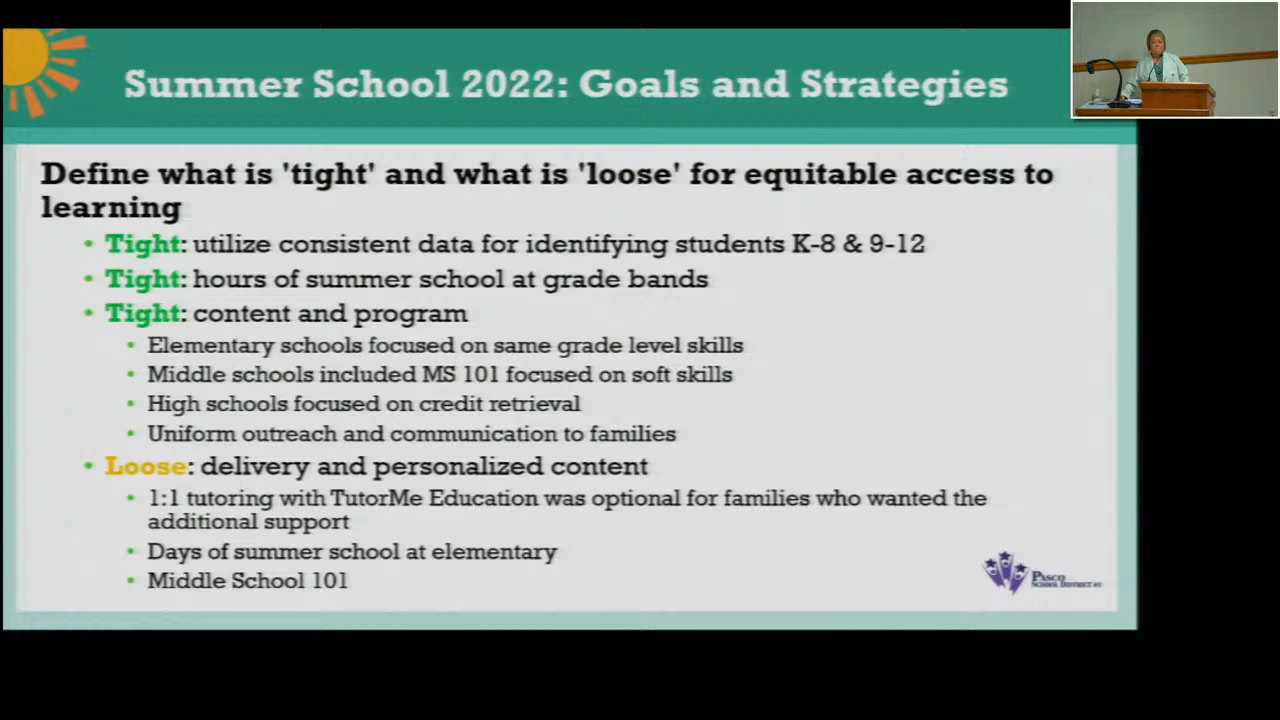 Summer School 2022: Goals and Strategies
Define what is 'tight' and what is 'loose' for equitable access to
learning
• Tight: utilize consistent data for identifying students K-8 & 9-12
• Tight: hours of summer school at grade bands
• Tight: content and program
• Elementary schools focused on same grade level skills
• Middle schools included MS 101 focused on soft skills
• High schools focused on credit retrieval
• Uniform outreach and communication to families
• Loose: delivery and personalized content
• 1:1 tutoring with TutorMe Education was optional for families who wanted the
additional support
• Days of summer school at elementary
• Middle School 101
Pasco
School District #1